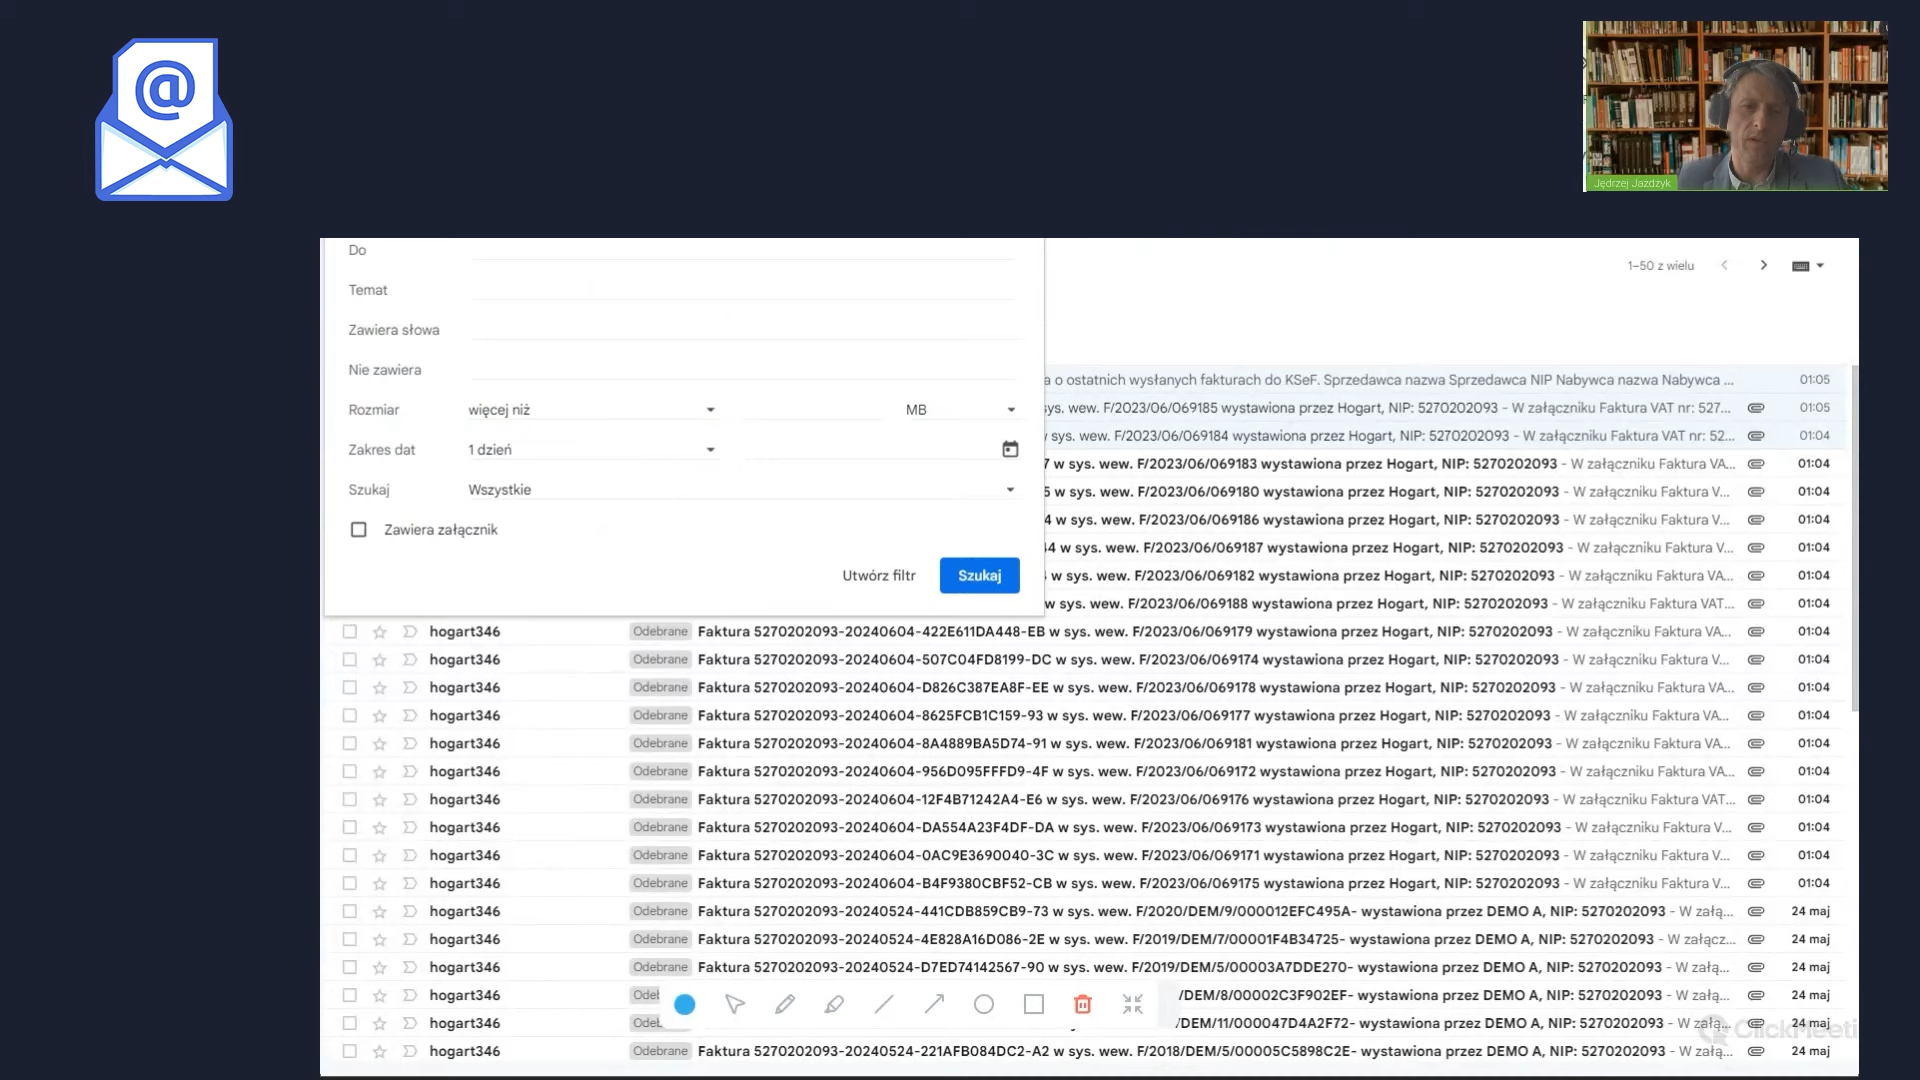 @
Jędrzej Jażdżyk
Do
1–50 z wielu
Temat
Zawiera słowa
Nie zawiera
a o ostatnich wysłanych fakturach do KSeF. Sprzedawca nazwa Sprzedawca NIP Nabywca nazwa Nabywca ... 01:05
Rozmiar więcej niż MB
sys. wew. F/2023/06/069185 wystawiona przez Hogart, NIP: 5270202093 - W załączniku Faktura VAT nr: 527... 01:05
sys. wew. F/2023/06/069184 wystawiona przez Hogart, NIP: 5270202093 - W załączniku Faktura VAT nr: 52... 01:04
Zakres dat 1 dzień
7 w sys. wew. F/2023/06/069183 wystawiona przez Hogart, NIP: 5270202093 - W załączniku Faktura VA... 01:04
Szukaj Wszystkie
5 w sys. wew. F/2023/06/069180 wystawiona przez Hogart, NIP: 5270202093 - W załączniku Faktura V... 01:04
4 w sys. wew. F/2023/06/069186 wystawiona przez Hogart, NIP: 5270202093 - W załączniku Faktura V... 01:04
Zawiera załącznik
44 w sys. wew. F/2023/06/069187 wystawiona przez Hogart, NIP: 5270202093 - W załączniku Faktura V... 01:04
Utwórz filtr Szukaj
w sys. wew. F/2023/06/069182 wystawiona przez Hogart, NIP: 5270202093 - W załączniku Faktura VA... 01:04
w sys. wew. F/2023/06/069188 wystawiona przez Hogart, NIP: 5270202093 - W załączniku Faktura VAT... 01:04
hogart346 Odebrane Faktura 5270202093-20240604-422E611DA448-EB w sys. wew. F/2023/06/069179 wystawiona przez Hogart, NIP: 5270202093 - W załączniku Faktura VA... 01:04
hogart346 Odebrane Faktura 5270202093-20240604-507C04FD8199-DC w sys. wew. F/2023/06/069174 wystawiona przez Hogart, NIP: 5270202093 - W załączniku Faktura V... 01:04
hogart346 Odebrane Faktura 5270202093-20240604-D826C387EA8F-EE w sys. wew. F/2023/06/069178 wystawiona przez Hogart, NIP: 5270202093 - W załączniku Faktura VA... 01:04
hogart346 Odebrane Faktura 5270202093-20240604-8625FCB1C159-93 w sys. wew. F/2023/06/069177 wystawiona przez Hogart, NIP: 5270202093 - W załączniku Faktura VA... 01:04
hogart346 Odebrane Faktura 5270202093-20240604-8A4889BA5D74-91 w sys. wew. F/2023/06/069181 wystawiona przez Hogart, NIP: 5270202093 - W załączniku Faktura VA... 01:04
hogart346 Odebrane Faktura 5270202093-20240604-956D095FFFD9-4F w sys. wew. F/2023/06/069172 wystawiona przez Hogart, NIP: 5270202093 - W załączniku Faktura VA... 01:04
hogart346 Odebrane Faktura 5270202093-20240604-12F4B71242A4-E6 w sys. wew. F/2023/06/069176 wystawiona przez Hogart, NIP: 5270202093 - W załączniku Faktura VAT... 01:04
hogart346 Odebrane Faktura 5270202093-20240604-DA554A23F4DF-DA w sys. wew. F/2023/06/069173 wystawiona przez Hogart, NIP: 5270202093 - W załączniku Faktura V... 01:04
hogart346 Odebrane Faktura 5270202093-20240604-0AC9E3690040-3C w sys. wew. F/2023/06/069171 wystawiona przez Hogart, NIP: 5270202093 - W załączniku Faktura V... 01:04
hogart346 Odebrane Faktura 5270202093-20240604-B4F9380CBF52-CB w sys. wew. F/2023/06/069175 wystawiona przez Hogart, NIP: 5270202093 - W załączniku Faktura V... 01:04
hogart346 Odebrane Faktura 5270202093-20240524-441CDB859CB9-73 w sys. wew. F/2020/DEM/9/000012EFC495A- wystawiona przez DEMO A, NIP: 5270202093 - W załą... 24 maj
hogart346 Odebrane Faktura 5270202093-20240524-4E828A16D086-2E w sys. wew. F/2019/DEM/7/00001F4B34725- wystawiona przez DEMO A, NIP: 5270202093 - W załącz... 24 maj
hogart346 Odebrane Faktura 5270202093-20240524-D7ED74142567-90 w sys. wew. F/2019/DEM/5/00003A7DDE270- wystawiona przez DEMO A, NIP: 5270202093 - W załą... 24 maj
hogart346 Odel /DEM/8/00002C3F902EF- wystawiona przez DEMO A, NIP: 5270202093 - W załą... 24 maj
hogart346 Odeb /DEM/11/000047D4A2F72- wystawiona przez DEMO A, NIP: 5270202093 - W załą... 24 maj
ClickMeeti
hogart346 Odebrane Faktura 5270202093-20240524-221AFB084DC2-A2 w sys. wew. F/2018/DEM/5/00005C5898C2E- wystawiona przez DEMO A, NIP: 5270202093 - W załą... 24 maj